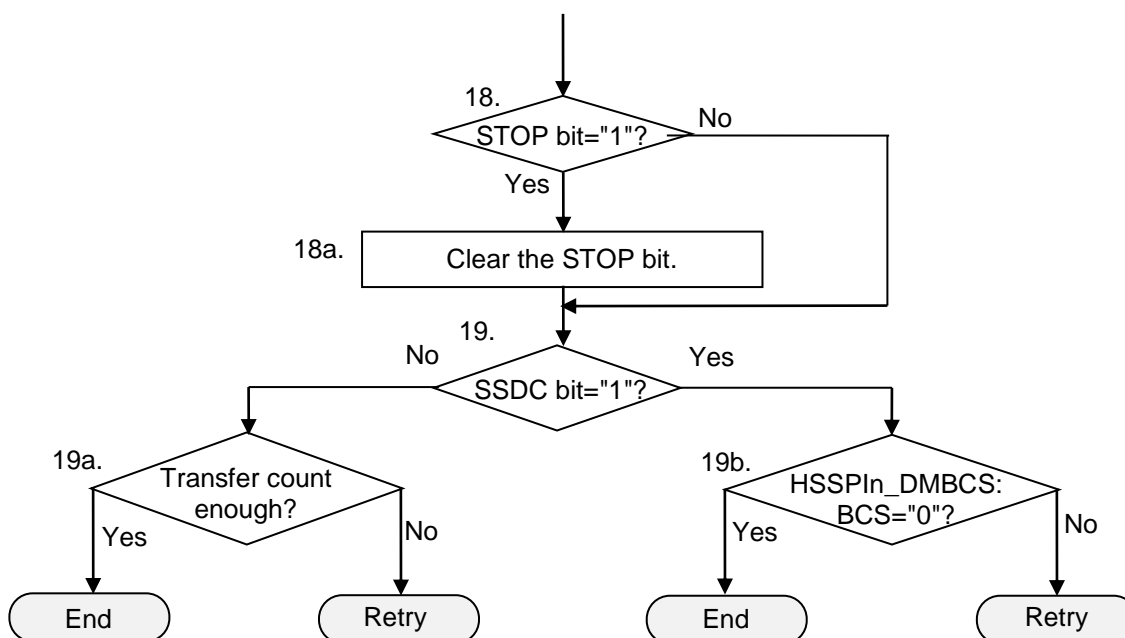 18.
STOP bit="1"?
No
Yes
18a.
Clear the STOP bit.
19.
No
Yes
SSDC bit="1"?
19a.
Transfer count
enough?
19b.
HSSPIn_DMBCS:
BCS="0"?
Yes
No
Yes
No
End
Retry
End
Retry